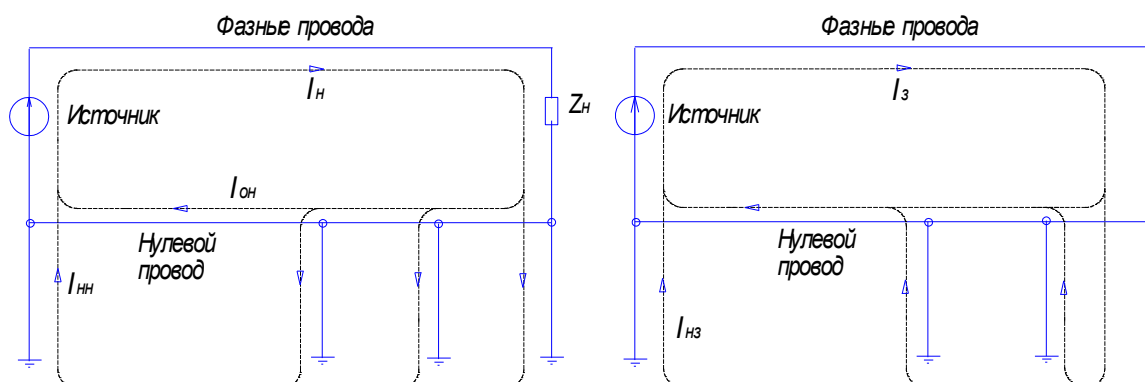 Фазные провода
Iн
Источник
Zн
Iон
Нулевой
провод
Iнн
Фазные провода
Iз
Источник
Нулевой
провод
Iнз